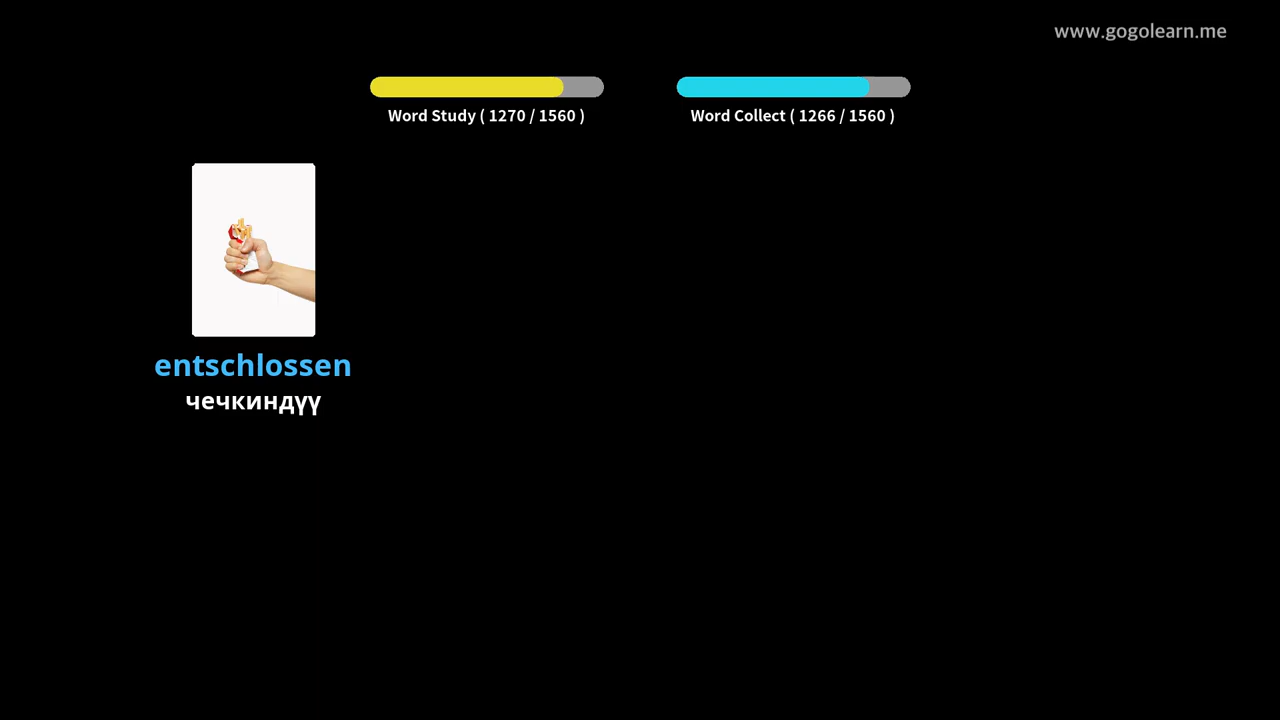 www.gogolearn.me
Word Study ( 1270 / 1560 )
Word Collect ( 1266 / 1560 )
entschlossen
чечкиндүү